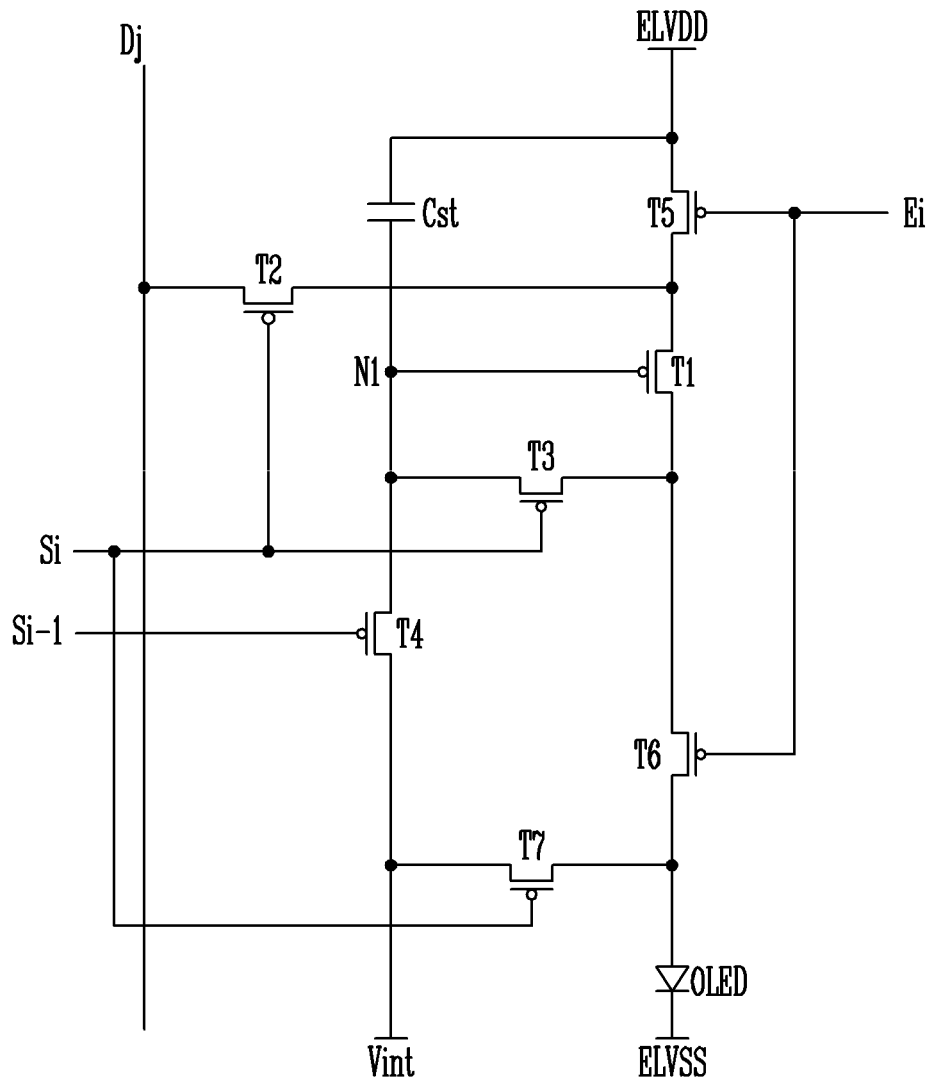 ELVDD
Dj
Cst
T5
Ei
T2
N1
T1
T3
Si
Si-1
T4
T6
T7
OLED
Vint
ELVSS